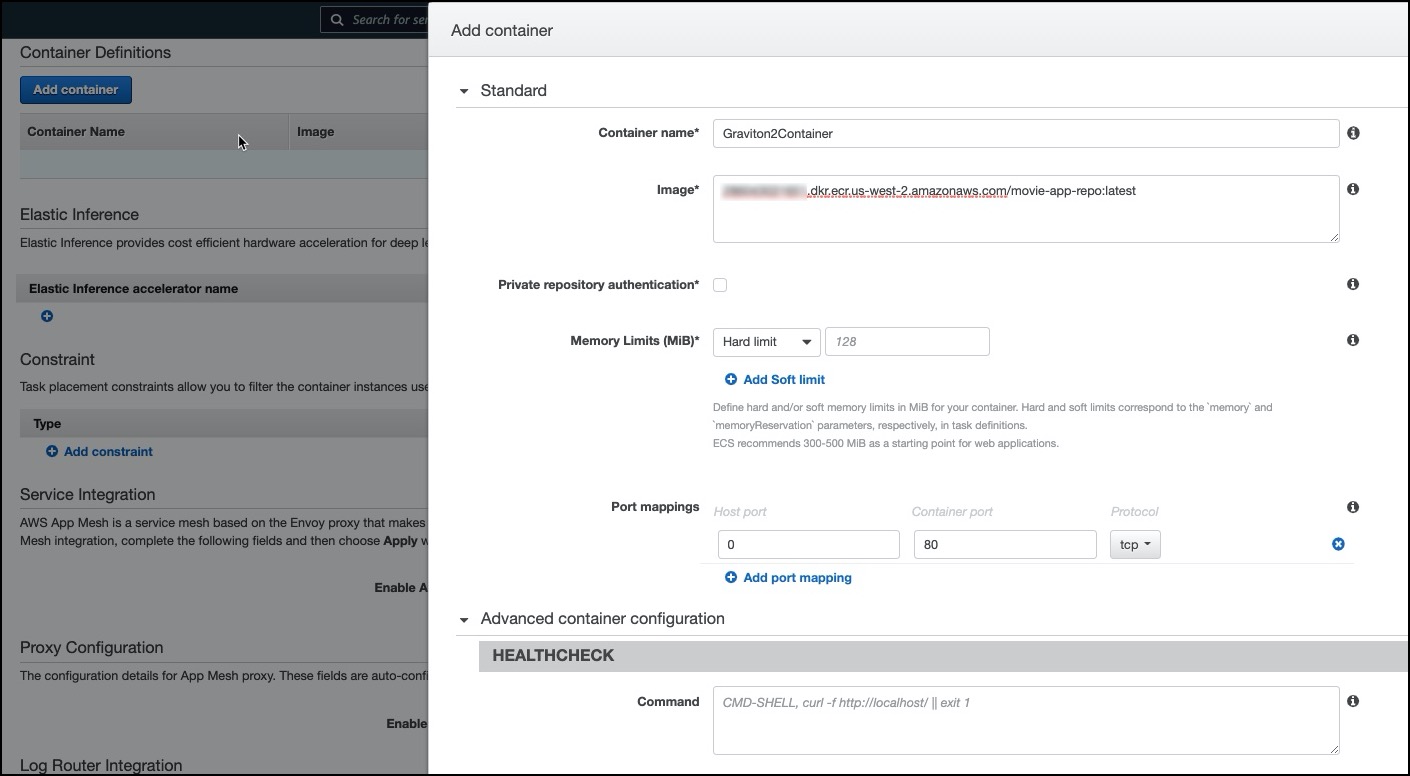 Search for ser
Container Definitions
Add container
Container Name
Image
Elastic Inference
Elastic Inference provides cost efficient hardware acceleration for deep le
Elastic Inference accelerator name
Constraint
Task placement constraints allow you to filter the container instances use
Type
Add constraint
Service Integration
AWS App Mesh is a service mesh based on the Envoy proxy that makes
Mesh integration, complete the following fields and then choose Apply w
Enable A
Proxy Configuration
The configuration details for App Mesh proxy. These fields are auto-confi
Enable
Log Router Integration
Add container
Standard
Container name*
Graviton2Container
Image*
.dkr.ecr.us-west-2.amazonaws.com/movie-app-repo:latest
Private repository authentication*
Memory Limits (MiB)*
Hard limit
128
Add Soft limit
Define hard and/or soft memory limits in MiB for your container. Hard and soft limits correspond to the `memory` and
`memoryReservation` parameters, respectively, in task definitions.
ECS recommends 300-500 MiB as a starting point for web applications.
Port mappings
Host port
Container port
Protocol
0
80
tcp
Add port mapping
Advanced container configuration
HEALTHCHECK
Command
CMD-SHELL, curl -f http://localhost/ || exit 1